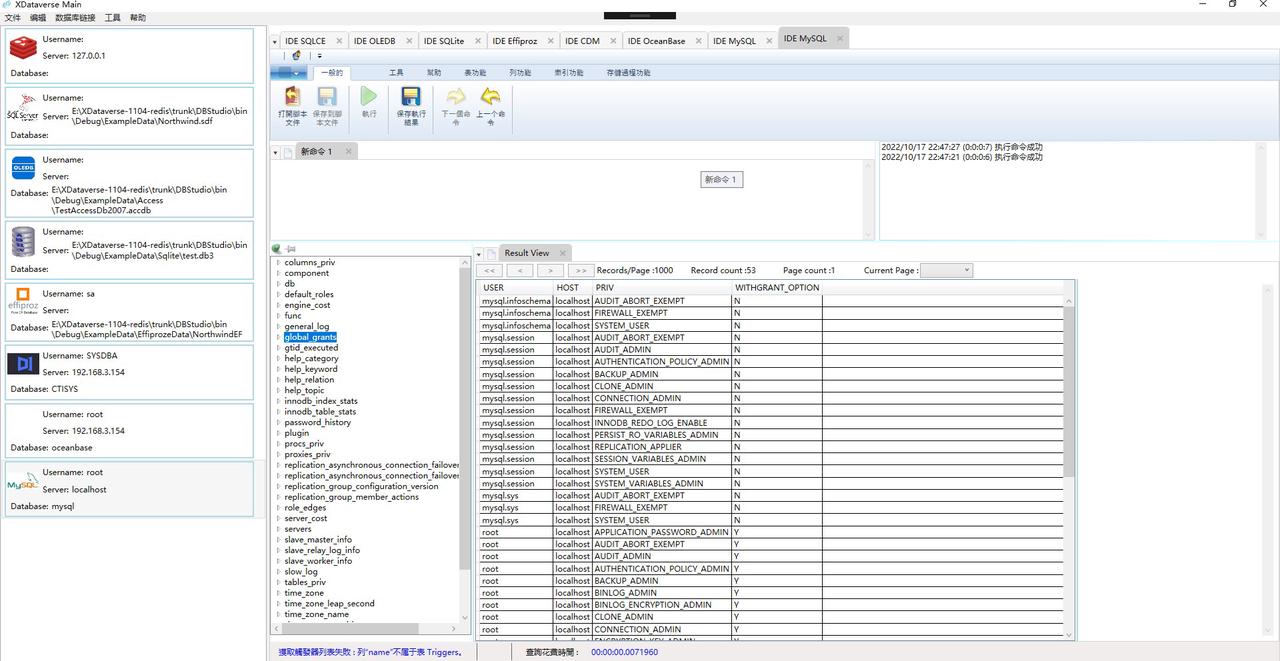 XDataverse Main
文件 编辑 数据库链接 工具 帮助
Username:
Server: 127.0.0.1
Database:
SQL Server
Username:
Server: E:\XDataverse-1104-redis\trunk\DBStudio\bin
\Debug\ExampleData\Northwind.sdf
Database:
OLEDB
Username:
Server:
Database: E:\XDataverse-1104-redis\trunk\DBStudio\bin
\Debug\ExampleData\Access
\TestAccessDb2007.accdb
Username:
Server: E:\XDataverse-1104-redis\trunk\DBStudio\bin
\Debug\ExampleData\Sqlite\test.db3
Database:
effiproz
Username: sa
Server:
Database: E:\XDataverse-1104-redis\trunk\DBStudio\bin
\Debug\ExampleData\EffiprozeData\NorthwindEF
Username: SYSDBA
Server: 192.168.3.154
Database: CTISYS
Username: root
Server: 192.168.3.154
Database: oceanbase
MySQL
Username: root
Server: localhost
Database: mysql
IDE SQLCE IDE OLEDB IDE SQLite IDE Effiproz IDE CDM IDE OceanBase IDE MySQL IDE MySQL
一般的 工具 幫助 表功能 列功能 索引功能 存儲過程功能
打開腳本
文件
保存到腳
本文件
執行
保存執行
結果
下一個命
令
上一个命
令
新命令 1
新命令 1
2022/10/17 22:47:27 (0:0:0:7) 执行命令成功
2022/10/17 22:47:21 (0:0:0:6) 执行命令成功
columns_priv
component
db
default_roles
engine_cost
func
general_log
global_grants
gtid_executed
help_category
help_keyword
help_relation
help_topic
innodb_index_stats
innodb_table_stats
password_history
plugin
procs_priv
proxies_priv
replication_asynchronous_connection_failover
replication_asynchronous_connection_failover
replication_group_configuration_version
replication_group_member_actions
role_edges
server_cost
servers
slave_master_info
slave_relay_log_info
slave_worker_info
slow_log
tables_priv
time_zone
time_zone_leap_second
time_zone_name
Result View
<< < > >> Records/Page :1000 Record count :53 Page count :1 Current Page :
USER HOST PRIV WITHGRANT_OPTION
mysql.infoschema localhost AUDIT_ABORT_EXEMPT N
mysql.infoschema localhost FIREWALL_EXEMPT N
mysql.infoschema localhost SYSTEM_USER N
mysql.session localhost AUDIT_ABORT_EXEMPT N
mysql.session localhost AUDIT_ADMIN N
mysql.session localhost AUTHENTICATION_POLICY_ADMIN N
mysql.session localhost BACKUP_ADMIN N
mysql.session localhost CLONE_ADMIN N
mysql.session localhost CONNECTION_ADMIN N
mysql.session localhost FIREWALL_EXEMPT N
mysql.session localhost INNODB_REDO_LOG_ENABLE N
mysql.session localhost PERSIST_RO_VARIABLES_ADMIN N
mysql.session localhost REPLICATION_APPLIER N
mysql.session localhost SESSION_VARIABLES_ADMIN N
mysql.session localhost SYSTEM_USER N
mysql.session localhost SYSTEM_VARIABLES_ADMIN N
mysql.sys localhost AUDIT_ABORT_EXEMPT N
mysql.sys localhost FIREWALL_EXEMPT N
mysql.sys localhost SYSTEM_USER N
root localhost APPLICATION_PASSWORD_ADMIN Y
root localhost AUDIT_ABORT_EXEMPT Y
root localhost AUDIT_ADMIN Y
root localhost AUTHENTICATION_POLICY_ADMIN Y
root localhost BACKUP_ADMIN Y
root localhost BINLOG_ADMIN Y
root localhost BINLOG_ENCRYPTION_ADMIN Y
root localhost CLONE_ADMIN Y
root localhost CONNECTION_ADMIN Y
root localhost ENCRYPTION_KEY_ADMIN Y
獲取觸發器列表失敗 : 列"name"不属于表 Triggers。
查詢花費時間 : 00:00:00.0071960